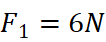 F₁ = 6N